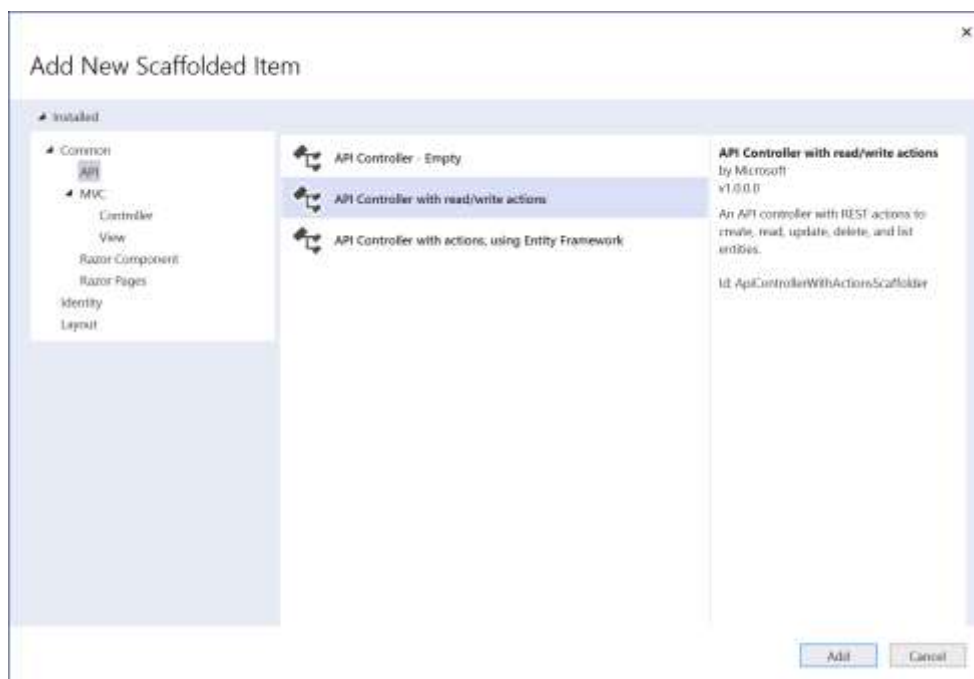 Add New Scaffolded Item
Installed
Common
API
MVC
Controller
View
Razor Component
Razor Pages
Identity
Layout
API Controller - Empty
API Controller with read/write actions
API Controller with actions, using Entity Framework
API Controller with read/write actions
by Microsoft
v1.0.0.0
An API controller with REST actions to
create, read, update, delete, and list
entities.
Id: ApiControllerWithActionsScaffolder
Add
Cancel